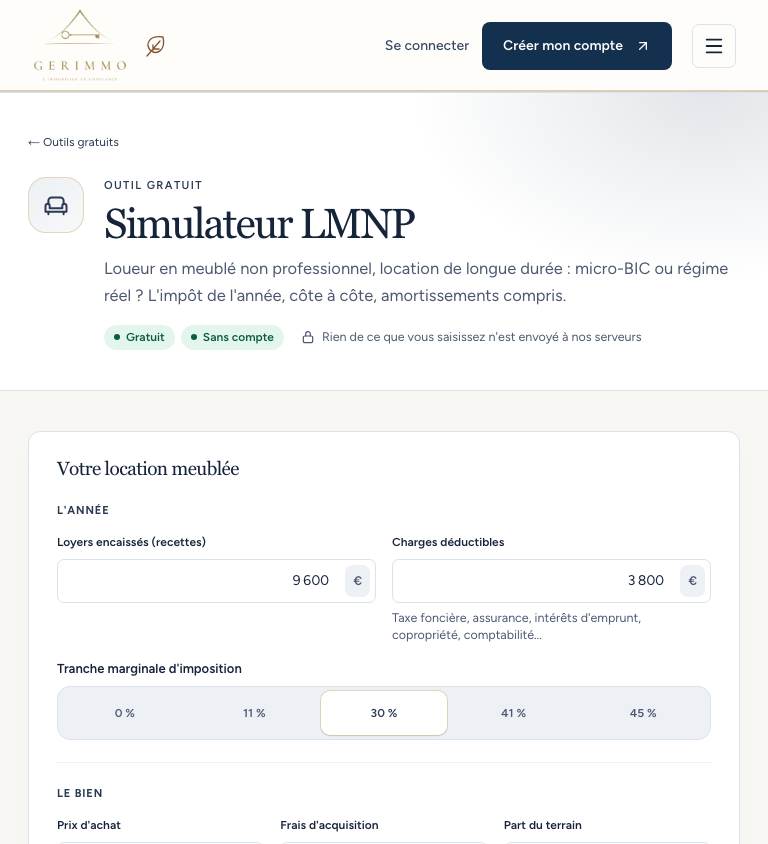 GERIMMO
Se connecter
Créer mon compte
← Outils gratuits
OUTIL GRATUIT
Simulateur LMNP
Loueur en meublé non professionnel, location de longue durée : micro-BIC ou régime
réel ? L'impôt de l'année, côte à côte, amortissements compris.
Gratuit
Sans compte
Rien de ce que vous saisissez n'est envoyé à nos serveurs
Votre location meublée
L'ANNÉE
Loyers encaissés (recettes)
Charges déductibles
9 600 €
3 800 €
Taxe foncière, assurance, intérêts d'emprunt,
copropriété, comptabilité…
Tranche marginale d'imposition
0 % 11 % 30 % 41 % 45 %
LE BIEN
Prix d'achat
Frais d'acquisition
Part du terrain